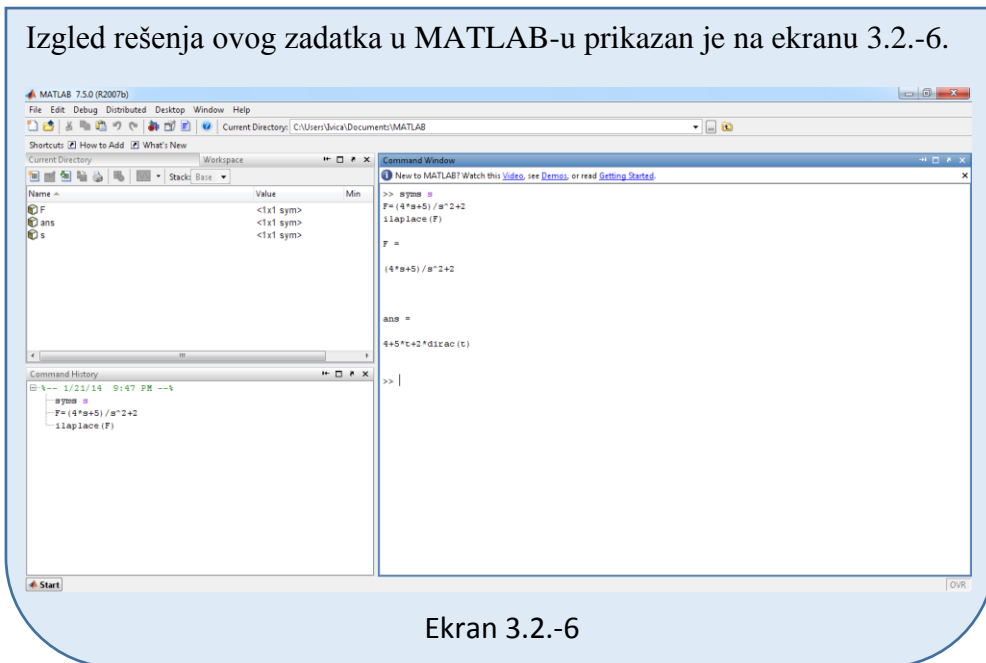 Izgled rešenja ovog zadatka u MATLAB-u prikazan je na ekranu 3.2.-6.
MATLAB 7.5.0 (R2007b)
File Edit Debug Distributed Desktop Window Help
Current Directory: C:\Users\Ivica\Documents\MATLAB
Shortcuts How to Add What's New
Current Directory Workspace
Stack: Base
Name Value Min
F <1x1 sym>
ans <1x1 sym>
s <1x1 sym>
Command History
%-- 1/21/14 9:47 PM --%
syms s
F=(4*s+5)/s^2+2
ilaplace(F)
Command Window
New to MATLAB? Watch this Video, see Demos, or read Getting Started.
>> syms s
F=(4*s+5)/s^2+2
ilaplace(F)
F =
(4*s+5)/s^2+2
ans =
4+5*t+2*dirac(t)
>>
Start
OVR
Ekran 3.2.-6